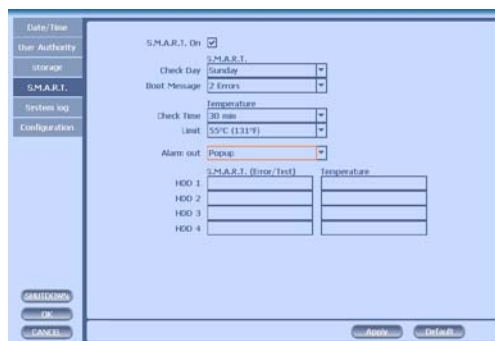 Date/Time
User Authority
storage
S.M.A.R.T.
System log
Configuration
S.M.A.R.T. On
S.M.A.R.T.
Check Day Sunday
Boot Message 2 Errors
Temperature
Check Time 30 min
Limit 55°C (131°F)
Alarm out Popup
S.M.A.R.T. (Error/Test) Temperature
HDD 1
HDD 2
HDD 3
HDD 4
SHUTDOWN
OK
CANCEL
Apply Default